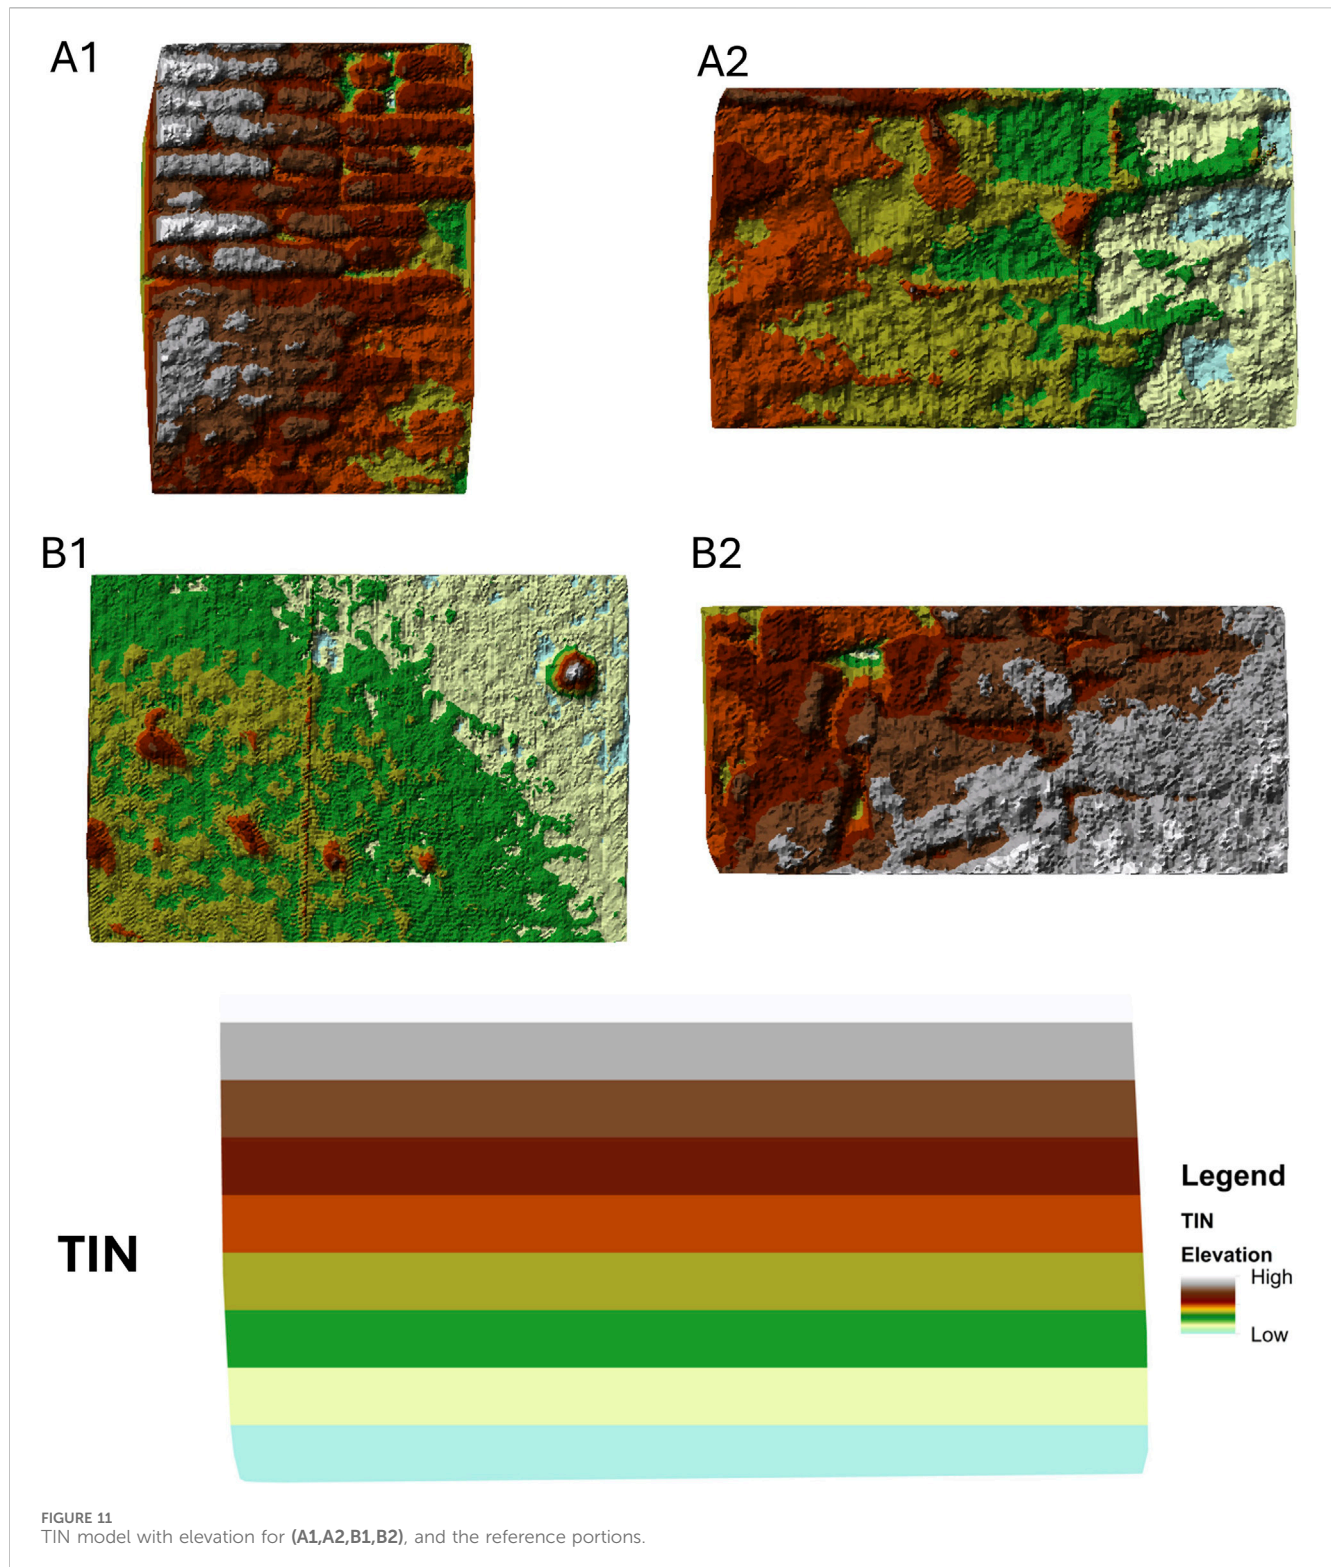 A1
A2
B1
B2
TIN
Legend
TIN
Elevation
High
Low
FIGURE 11
TIN model with elevation for (A1,A2,B1,B2), and the reference portions.